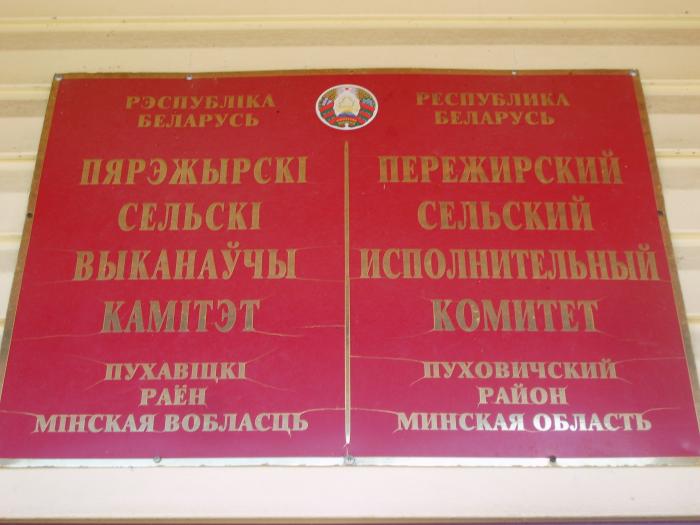 РЭСПУБЛІКА
БЕЛАРУСЬ
ПЯРЭЖЫРСКІ
СЕЛЬСКІ
ВЫКАНАЎЧЫ
КАМІТЭТ
ПУХАВІЦКІ
РАЁН
МІНСКАЯ ВОБЛАСЦЬ
РЕСПУБЛИКА
БЕЛАРУСЬ
ПЕРЕЖИРСКИЙ
СЕЛЬСКИЙ
ИСПОЛНИТЕЛЬНЫЙ
КОМИТЕТ
ПУХОВИЧСКИЙ
РАЙОН
МИНСКАЯ ОБЛАСТЬ